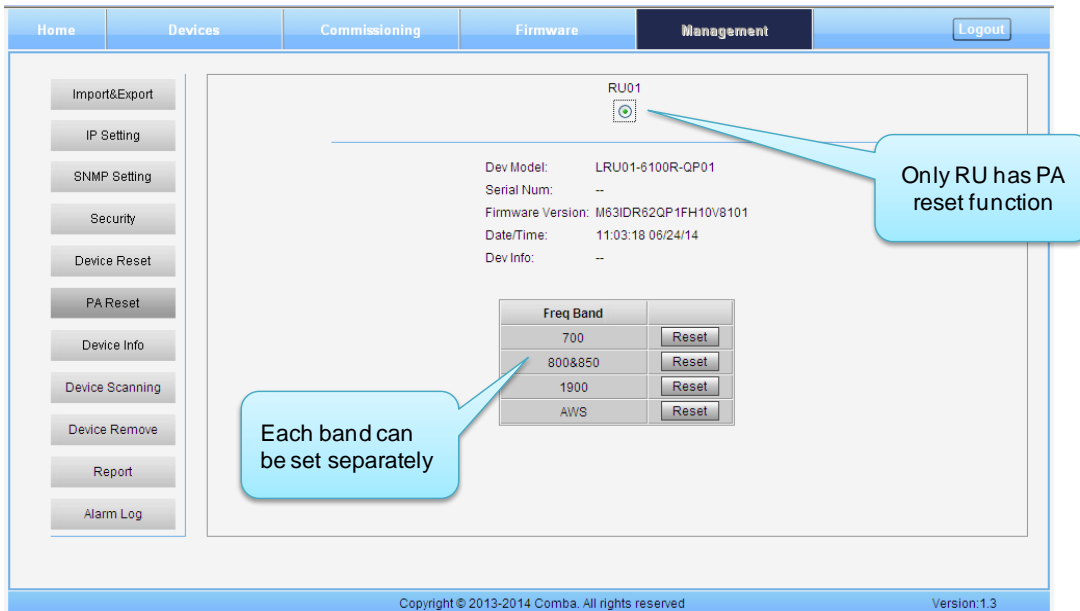 Home Devices Commissioning Firmware Management Logout
Import&Export
IP Setting
SNMP Setting
Security
Device Reset
PA Reset
Device Info
Device Scanning
Device Remove
Report
Alarm Log
RU01
Dev Model: LRU01-6100R-QP01
Serial Num: --
Firmware Version: M63IDR62QP1FH10V8101
Date/Time: 11:03:18 06/24/14
Dev Info: --
Only RU has PA
reset function
Freq Band
700 Reset
800&850 Reset
1900 Reset
AWS Reset
Each band can
be set separately
Copyright © 2013-2014 Comba. All rights reserved Version:1.3